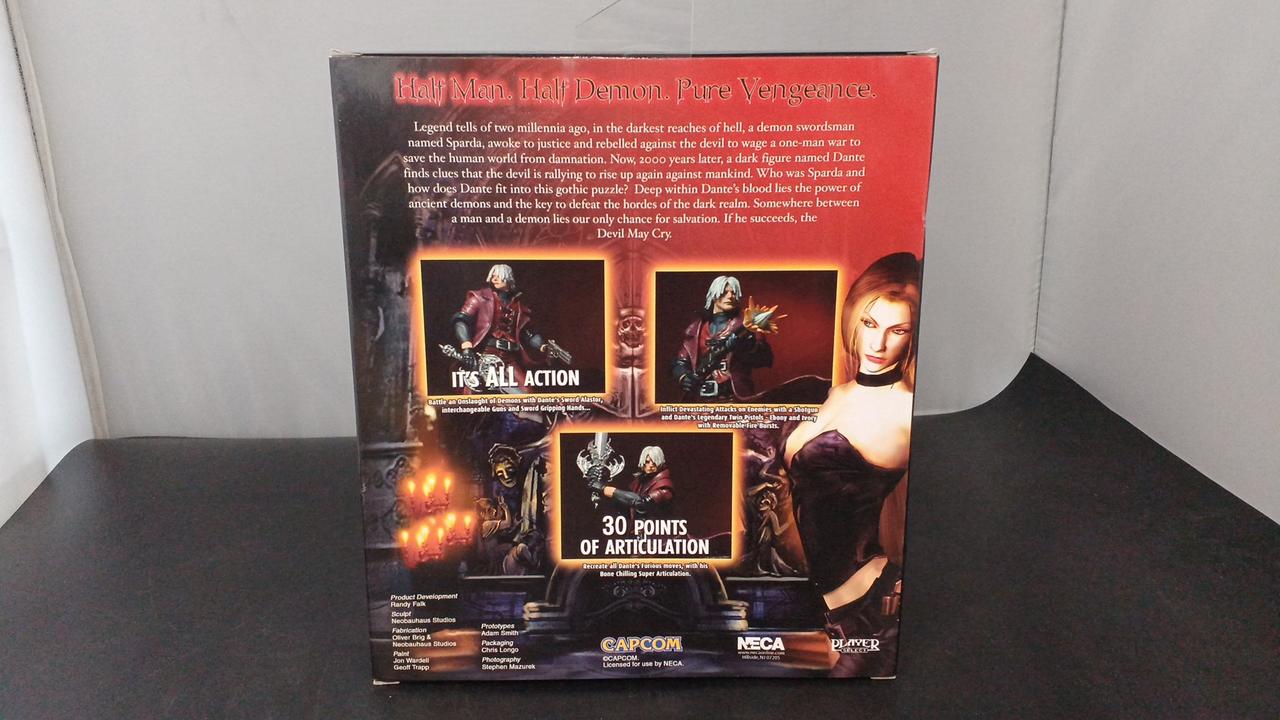 Half Man. Half Demon. Pure Vengeance.
Legend tells of two millennia ago, in the darkest reaches of hell, a demon swordsman
named Sparda, awoke to justice and rebelled against the devil to wage a one-man war to
save the human world from damnation. Now, 2000 years later, a dark figure named Dante
finds clues that the devil is rallying to rise up again against mankind. Who was Sparda and
how does Dante fit into this gothic puzzle? Deep within Dante's blood lies the power of
ancient demons and the key to defeat the hordes of the dark realm. Somewhere between
a man and a demon lies our only chance for salvation. If he succeeds, the
Devil May Cry.
IT'S ALL ACTION
Battle an Onslaught of Demons with Dante's Sword Alastor,
interchangeable Guns and Sword Gripping Hands...
Inflict Devastating Attacks on Enemies with a Shotgun
and Dante's Legendary Twin Pistols - Ebony and Ivory
with Removable Fire Bursts.
30 POINTS
OF ARTICULATION
Recreate all Dante's Furious moves, with his
Bone Chilling Super Articulation.
Product Development
Randy Falk
Sculpt
Neobauhaus Studios
Fabrication
Oliver Brig &
Neobauhaus Studios
Paint
Jon Wardell
Geoff Trapp
Prototypes
Adam Smith
Packaging
Chris Longo
Photography
Stephen Mazurek
CAPCOM
©CAPCOM.
Licensed for use by NECA.
NECA
www.necaonline.com
Hillside, NJ 07205
PLAYER
SELECT